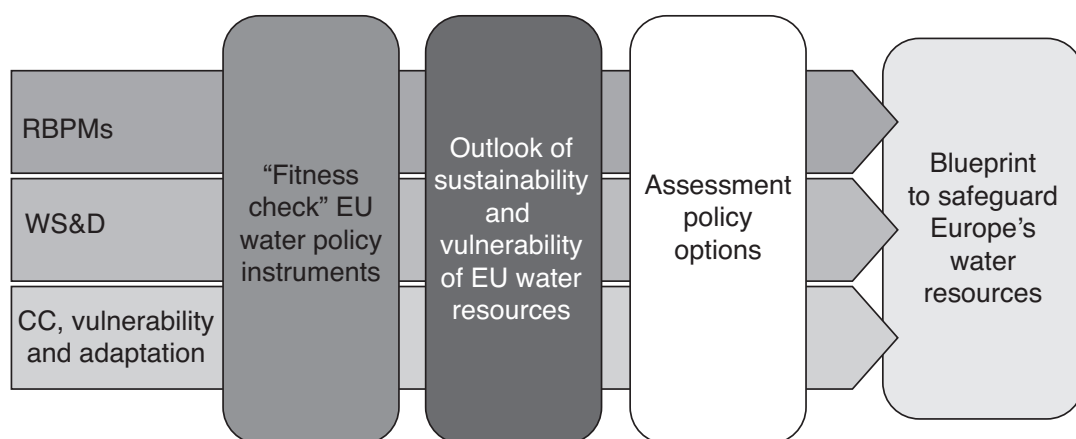 RBPMs
WS&D
CC, vulnerability
and adaptation
“Fitness
check” EU
water policy
instruments
Outlook of
sustainability
and
vulnerability
of EU water
resources
Assessment
policy
options
Blueprint
to safeguard
Europe’s
water
resources